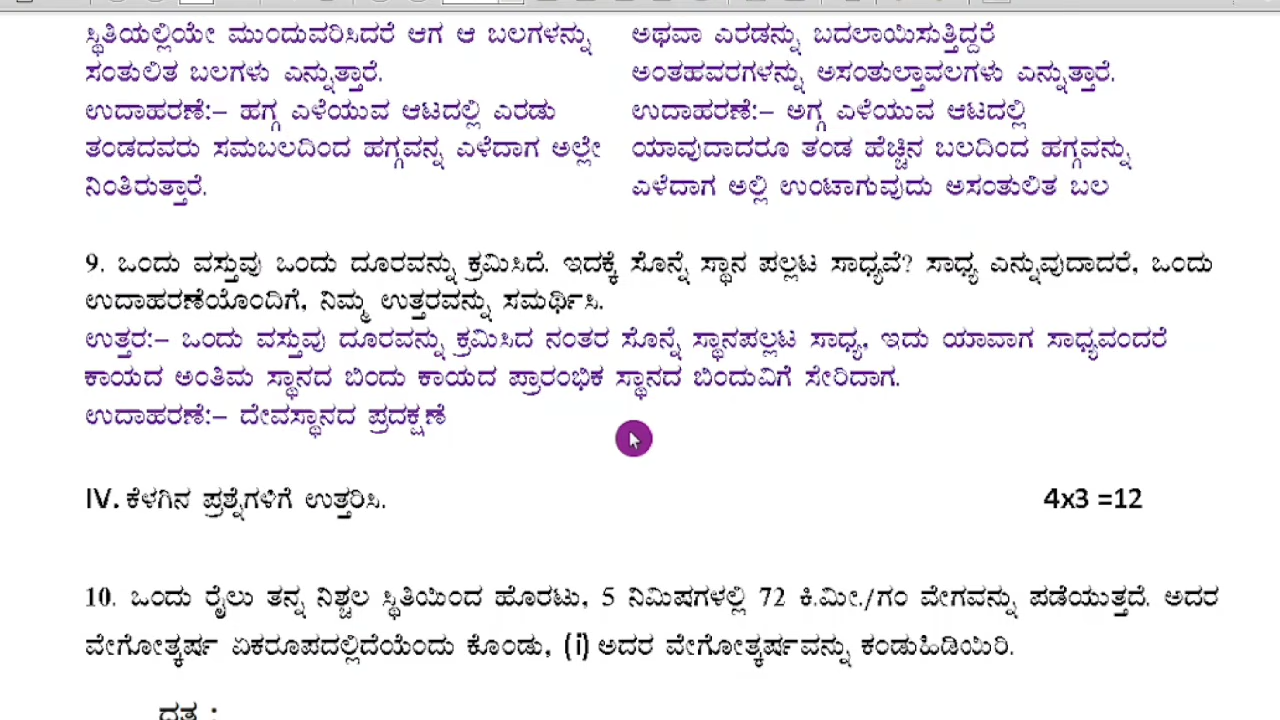 ಸ್ಥಿತಿಯಲ್ಲಿಯೇ ಮುಂದುವರಿಸಿದರೆ ಆಗ ಆ ಬಲಗಳನ್ನು
ಸಂತುಲಿತ ಬಲಗಳು ಎನ್ನುತ್ತಾರೆ.
ಉದಾಹರಣೆ:– ಹಗ್ಗ ಎಳೆಯುವ ಆಟದಲ್ಲಿ ಎರಡು
ತಂಡದವರು ಸಮಬಲದಿಂದ ಹಗ್ಗವನ್ನ ಎಳೆದಾಗ ಅಲ್ಲೇ
ನಿಂತಿರುತ್ತಾರೆ.
ಅಥವಾ ಎರಡನ್ನು ಬದಲಾಯಿಸುತ್ತಿದ್ದರೆ
ಅಂತಹವರಗಳನ್ನು ಅಸಂತುಲ್ತಾವಲಗಳು ಎನ್ನುತ್ತಾರೆ.
ಉದಾಹರಣೆ:– ಅಗ್ಗ ಎಳೆಯುವ ಆಟದಲ್ಲಿ
ಯಾವುದಾದರೂ ತಂಡ ಹೆಚ್ಚಿನ ಬಲದಿಂದ ಹಗ್ಗವನ್ನು
ಎಳೆದಾಗ ಅಲ್ಲಿ ಉಂಟಾಗುವುದು ಅಸಂತುಲಿತ ಬಲ
9. ಒಂದು ವಸ್ತುವು ಒಂದು ದೂರವನ್ನು ಕ್ರಮಿಸಿದೆ. ಇದಕ್ಕೆ ಸೊನ್ನೆ ಸ್ಥಾನ ಪಲ್ಲಟ ಸಾಧ್ಯವೆ? ಸಾಧ್ಯ ಎನ್ನುವುದಾದರೆ, ಒಂದು
ಉದಾಹರಣೆಯೊಂದಿಗೆ, ನಿಮ್ಮ ಉತ್ತರವನ್ನು ಸಮರ್ಥಿಸಿ.
ಉತ್ತರ:– ಒಂದು ವಸ್ತುವು ದೂರವನ್ನು ಕ್ರಮಿಸಿದ ನಂತರ ಸೊನ್ನೆ ಸ್ಥಾನಪಲ್ಲಟ ಸಾಧ್ಯ, ಇದು ಯಾವಾಗ ಸಾಧ್ಯವಂದರೆ
ಕಾಯದ ಅಂತಿಮ ಸ್ಥಾನದ ಬಿಂದು ಕಾಯದ ಪ್ರಾರಂಭಿಕ ಸ್ಥಾನದ ಬಿಂದುವಿಗೆ ಸೇರಿದಾಗ.
ಉದಾಹರಣೆ:– ದೇವಸ್ಥಾನದ ಪ್ರದಕ್ಷಣೆ
IV. ಕೆಳಗಿನ ಪ್ರಶ್ನೆಗಳಿಗೆ ಉತ್ತರಿಸಿ. 4x3 =12
10. ಒಂದು ರೈಲು ತನ್ನ ನಿಶ್ಚಲ ಸ್ಥಿತಿಯಿಂದ ಹೊರಟು, 5 ನಿಮಿಷಗಳಲ್ಲಿ 72 ಕಿ.ಮೀ./ಗಂ ವೇಗವನ್ನು ಪಡೆಯುತ್ತದೆ. ಅದರ
ವೇಗೋತ್ಕರ್ಷ ಏಕರೂಪದಲ್ಲಿದೆಯೆಂದು ಕೊಂಡು, (i) ಅದರ ವೇಗೋತ್ಕರ್ಷವನ್ನು ಕಂಡುಹಿಡಿಯಿರಿ.